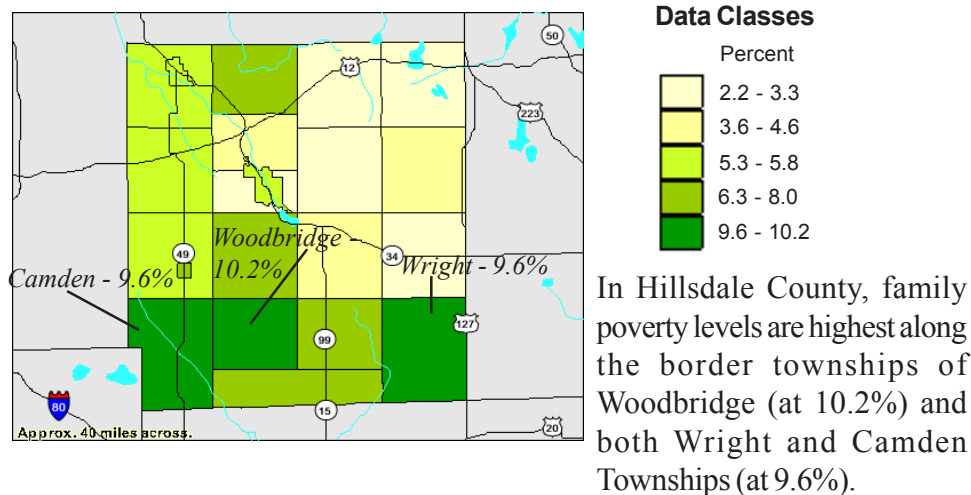 50
12
223
49
Woodbridge -
10.2%
34
Camden - 9.6%
Wright - 9.6%
127
99
80
15
20
Approx. 40 miles across.
Data Classes
Percent
2.2 - 3.3
3.6 - 4.6
5.3 - 5.8
6.3 - 8.0
9.6 - 10.2
In Hillsdale County, family
poverty levels are highest along
the border townships of
Woodbridge (at 10.2%) and
both Wright and Camden
Townships (at 9.6%).